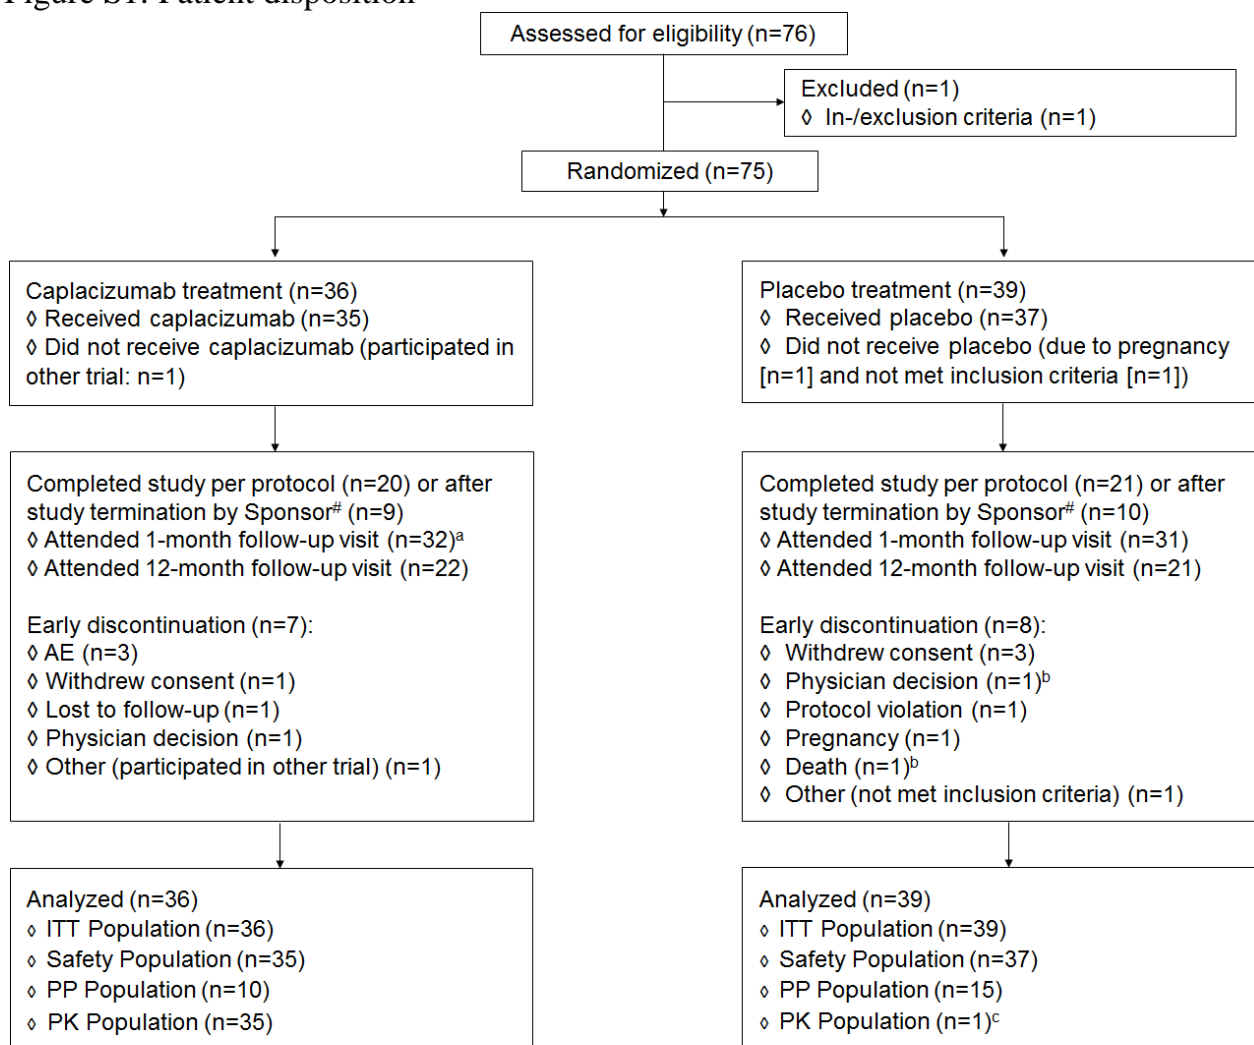 Figure S1. Patient disposition
Assessed for eligibility (n=76)
Excluded (n=1)
◊ In-/exclusion criteria (n=1)
Randomized (n=75)
Caplacizumab treatment (n=36)
◊ Received caplacizumab (n=35)
◊ Did not receive caplacizumab (participated in
other trial: n=1)
Placebo treatment (n=39)
◊ Received placebo (n=37)
◊ Did not receive placebo (due to pregnancy
[n=1] and not met inclusion criteria [n=1])
Completed study per protocol (n=20) or after
study termination by Sponsor# (n=9)
◊ Attended 1-month follow-up visit (n=32)a
◊ Attended 12-month follow-up visit (n=22)
Early discontinuation (n=7):
◊ AE (n=3)
◊ Withdrew consent (n=1)
◊ Lost to follow-up (n=1)
◊ Physician decision (n=1)
◊ Other (participated in other trial) (n=1)
Completed study per protocol (n=21) or after
study termination by Sponsor# (n=10)
◊ Attended 1-month follow-up visit (n=31)
◊ Attended 12-month follow-up visit (n=21)
Early discontinuation (n=8):
◊ Withdrew consent (n=3)
◊ Physician decision (n=1)b
◊ Protocol violation (n=1)
◊ Pregnancy (n=1)
◊ Death (n=1)b
◊ Other (not met inclusion criteria) (n=1)
Analyzed (n=36)
◊ ITT Population (n=36)
◊ Safety Population (n=35)
◊ PP Population (n=10)
◊ PK Population (n=35)
Analyzed (n=39)
◊ ITT Population (n=39)
◊ Safety Population (n=37)
◊ PP Population (n=15)
◊ PK Population (n=1)c